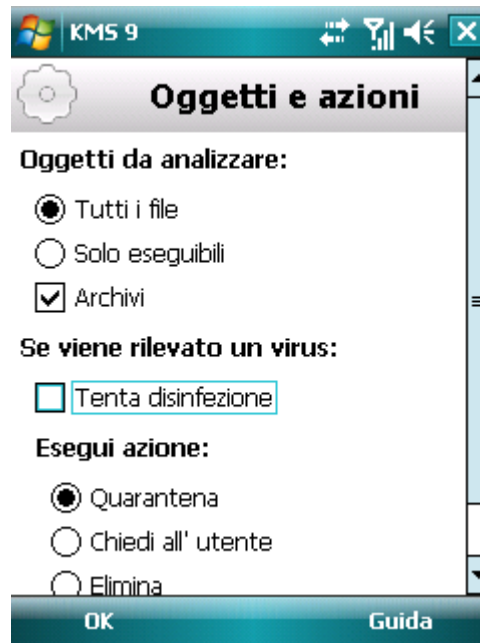 KMS 9
Oggetti e azioni
Oggetti da analizzare:
Tutti i file
Solo eseguibili
Archivi
Se viene rilevato un virus:
Tenta disinfezione
Esegui azione:
Quarantena
Chiedi all' utente
Elimina
OK Guida